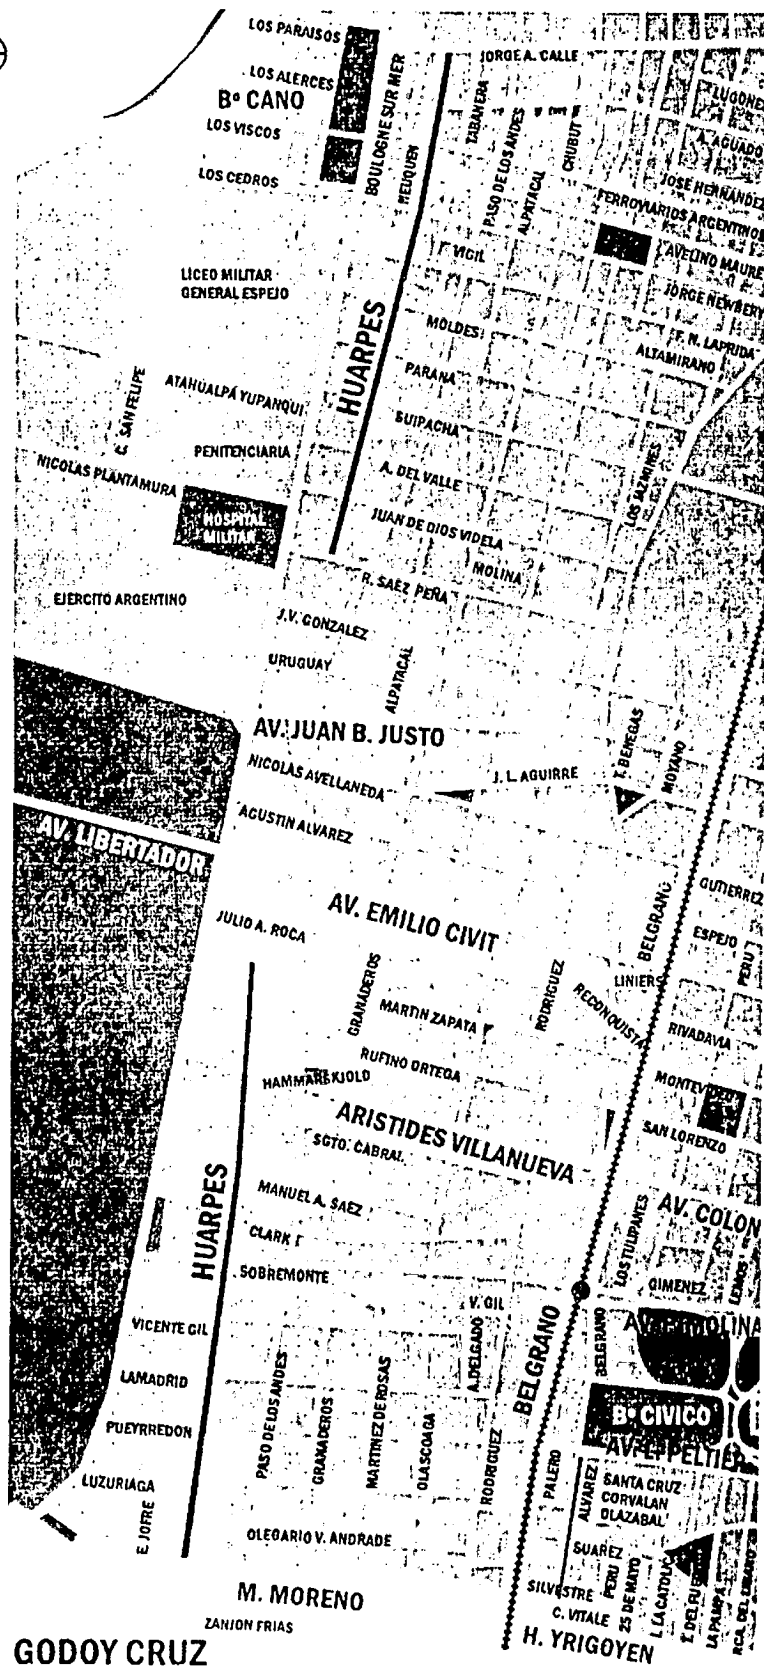 LOS PARAISOS
LOS ALERCES
Bº CANO
LOS VISCOS
LOS CEDROS
BOULOGNE SUR MER
NEUQUEN
JORGE A. CALLE
TABANERA
PASO DE LOS ANDES
ALPATACAL
CHUBUT
AGUADO
JOSE HERNANDEZ
FERROVIARIOS ARGENTINOS
AVELINO MAURE
JORGE NEWBERY
F. N. LAPRIDA
ALTAMIRANO
VIGIL
LICEO MILITAR
GENERAL ESPEJO
HUARPES
MOLDES
PARANA
SUIPACHA
A. DEL VALLE
JUAN DE DIOS VIDELA
MOLINA
LOS JAZMINES
C. SAN FELIPE
ATAHUALPA YUPANQUI
PENITENCIARIA
NICOLAS PLANTAMURA
HOSPITAL
MILITAR
EJERCITO ARGENTINO
R. SAEZ PEÑA
J.V. GONZALEZ
URUGUAY
ALPATACAL
AV. JUAN B. JUSTO
NICOLAS AVELLANEDA
J. L. AGUIRRE
T. BENEGAS
MOYANO
AGUSTIN ALVAREZ
AV. LIBERTADOR
AV. EMILIO CIVIT
JULIO A. ROCA
BELGRANO
GUTIERREZ
ESPEJO
PERU
LINIERS
GRANADEROS
MARTIN ZAPATA
RODRIGUEZ
RECONQUISTA
RIVADAVIA
RUFINO ORTEGA
HAMMARSKJOLD
MONTEV
SAN LORENZO
ARISTIDES VILLANUEVA
SGTO. CABRAL
HUARPES
MANUEL A. SAEZ
CLARK
SOBREMONTE
LOS TULIPANES
AV. COLON
GIMENEZ
LEMOS
VICENTE GIL
V. GIL
LAMADRID
PUEYRREDON
LUZURIAGA
E. JOFRE
PASO DE LOS ANDES
GRANADEROS
MARTINEZ DE ROSAS
OLASCOAGA
A. DELGADO
RODRIGUEZ
BELGRANO
BELGRANO
MOLINA
Bº CIVICO
AV. L. PELTIER
PALERO
ALVAREZ
SANTA CRUZ
CORVALAN
OLAZABAL
SUAREZ
PERU
25 DE MAYO
LA PAMPA
OLEGARIO V. ANDRADE
SILVESTRE
C. VITALE
M. MORENO
ZANJON FRIAS
H. YRIGOYEN
GODOY CRUZ